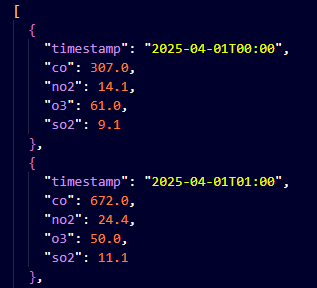 [
  {
    "timestamp": "2025-04-01T00:00",
    "co": 307.0,
    "no2": 14.1,
    "o3": 61.0,
    "so2": 9.1
  },
  {
    "timestamp": "2025-04-01T01:00",
    "co": 672.0,
    "no2": 24.4,
    "o3": 50.0,
    "so2": 11.1
  },